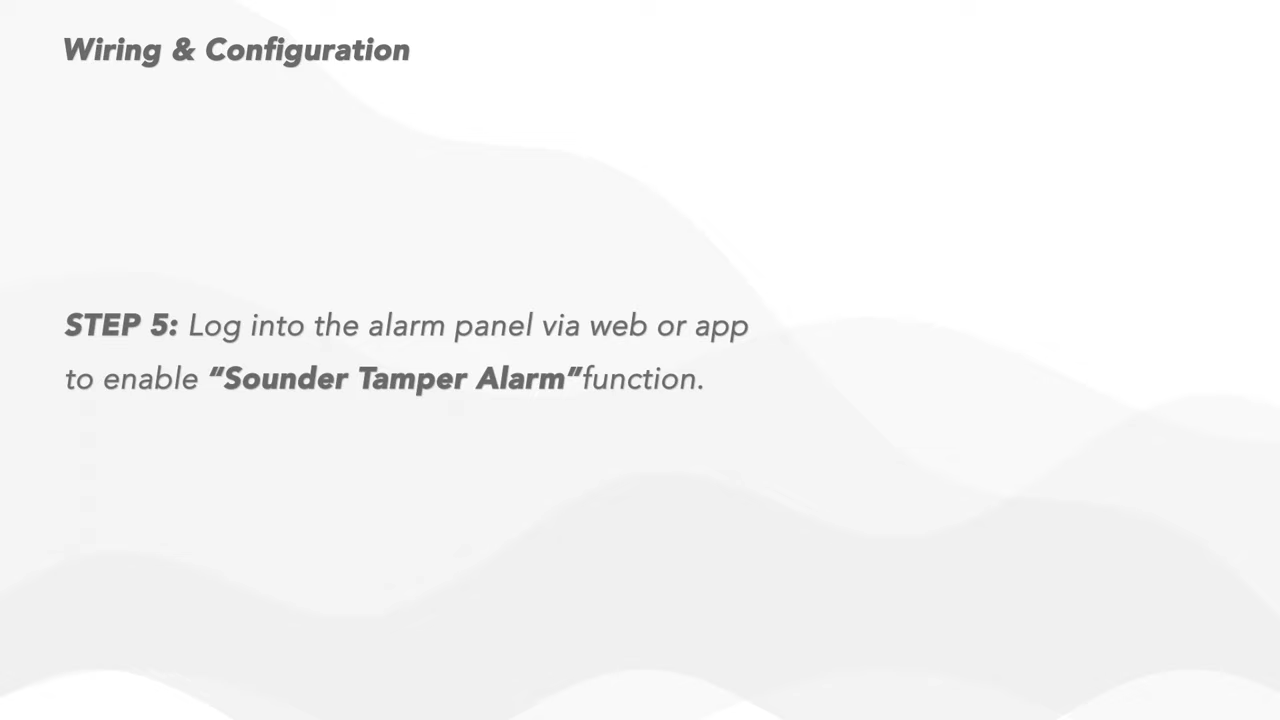 Wiring & Configuration
STEP 5: Log into the alarm panel via web or app
to enable “Sounder Tamper Alarm”function.